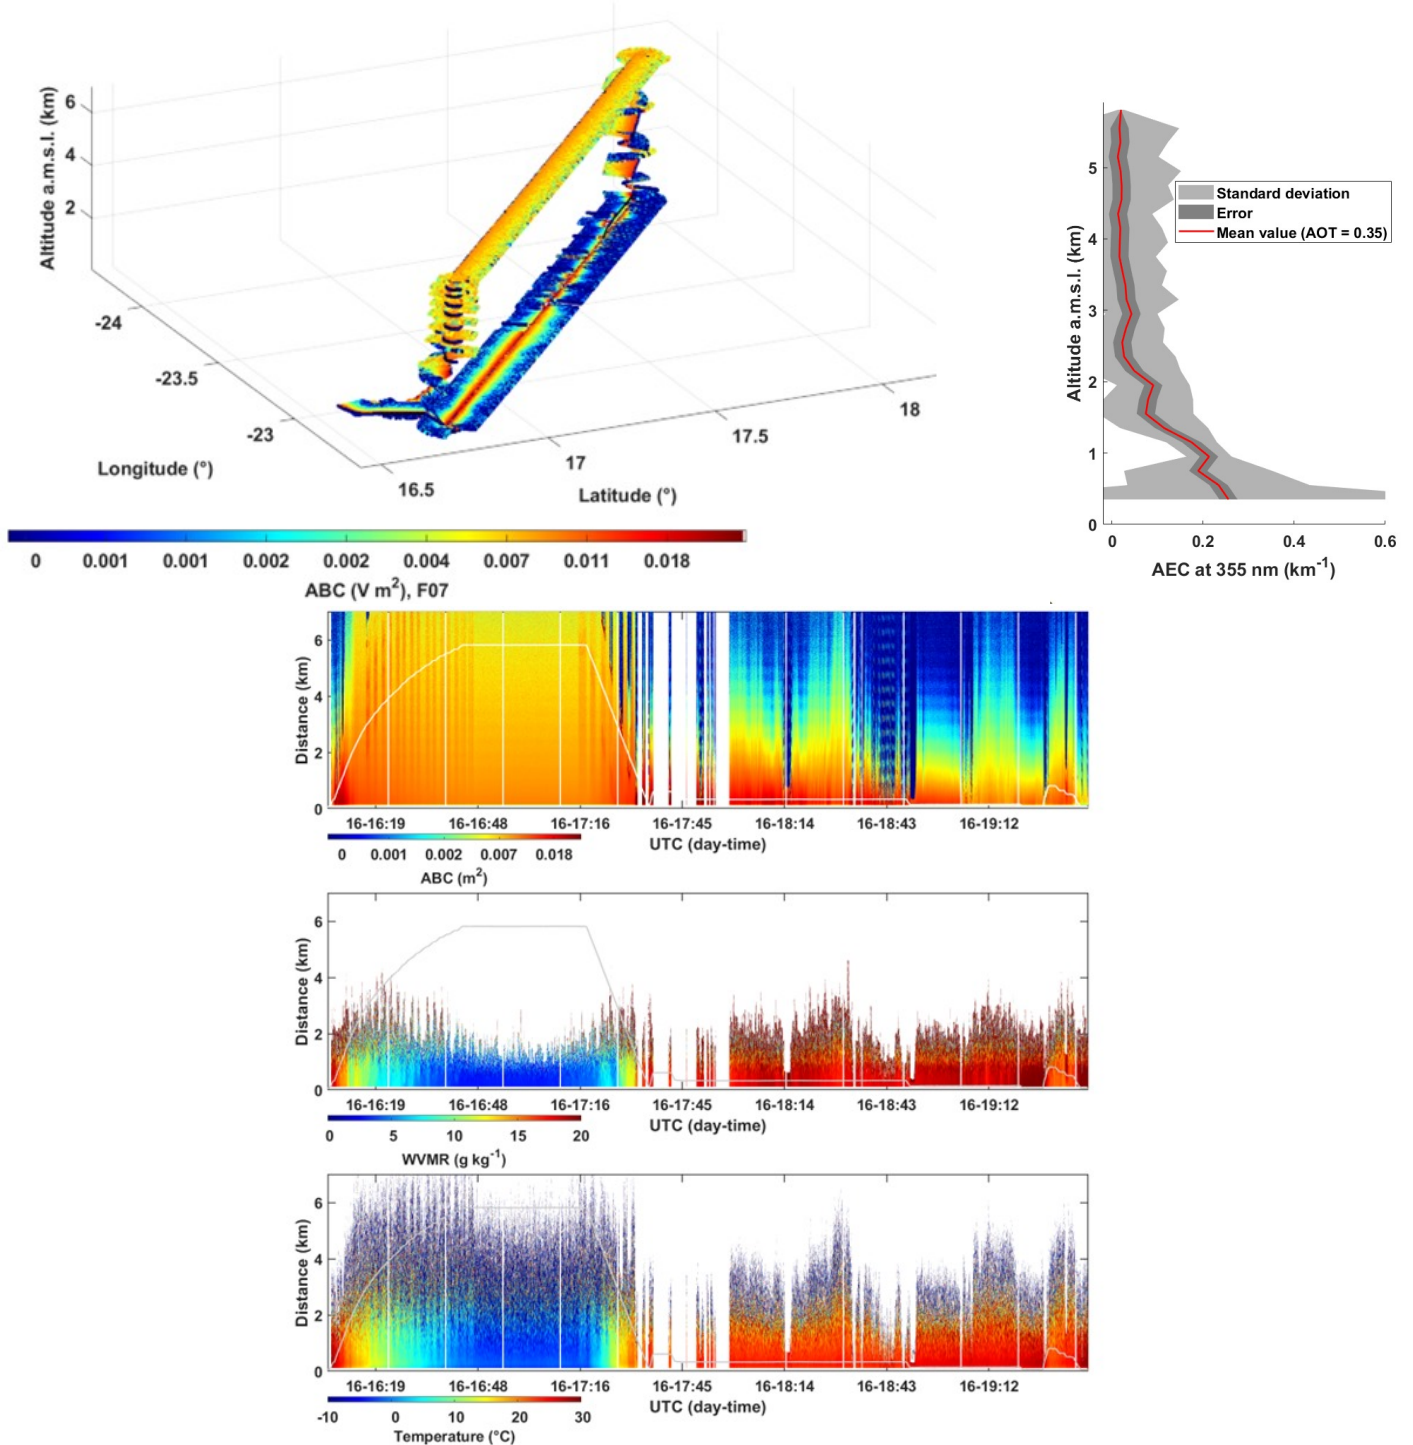 Altitude a.m.s.l. (km)
6
4
2
-24
-23.5
-23
Longitude (°)
16.5
17
17.5
18
Latitude (°)
0 0.001 0.001 0.002 0.002 0.004 0.007 0.011 0.018
ABC (V m2), F07
Altitude a.m.s.l. (km)
5
4
3
2
1
0
Standard deviation
Error
Mean value (AOT = 0.35)
0 0.2 0.4 0.6
AEC at 355 nm (km-1)
Distance (km)
6
4
2
0
16-16:19 16-16:48 17-17:16 16-17:45 16-18:14 16-18:43 16-19:12
UTC (day-time)
0 0.001 0.002 0.007 0.018
ABC (m2)
Distance (km)
6
4
2
0
16-16:19 16-16:48 16-17:16 16-17:45 16-18:14 16-18:43 16-19:12
UTC (day-time)
0 5 10 15 20
WVMR (g kg-1)
Distance (km)
6
4
2
0
16-16:19 16-16:48 16-17:16 16-17:45 16-18:14 16-18:43 16-19:12
UTC (day-time)
-10 0 10 20 30
Temperature (°C)